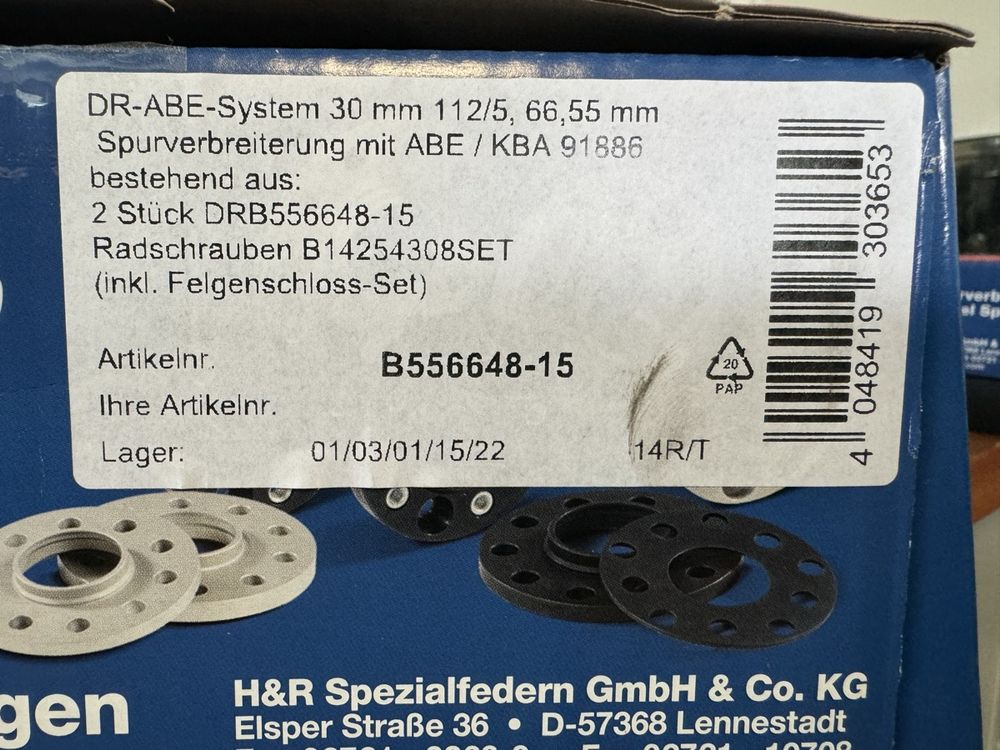 DR-ABE-System 30 mm 112/5, 66,55 mm
Spurverbreiterung mit ABE / KBA 91886
bestehend aus:
2 Stück DRB556648-15
Radschrauben B14254308SET
(inkl. Felgenschloss-Set)
Artikelnr. B556648-15
Ihre Artikelnr.
Lager: 01/03/01/15/22 14R/T
20
PAP
4 048419 303653
gen
H&R Spezialfedern GmbH & Co. KG
Elsper Straße 36 • D-57368 Lennestadt